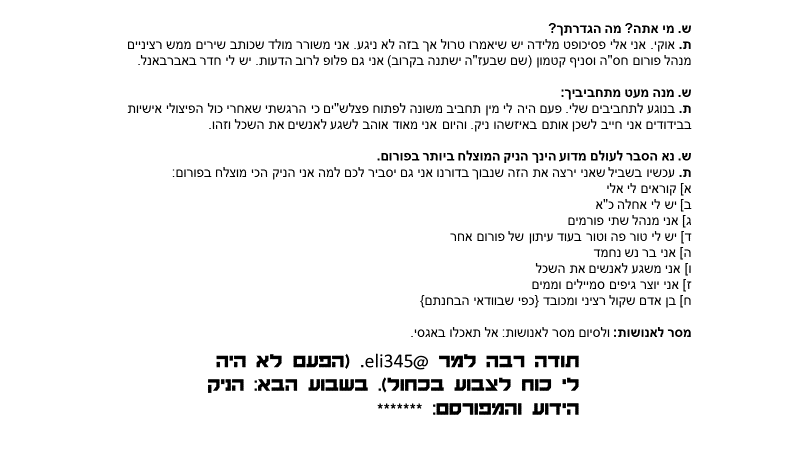 ש. מי אתה? מה הגדרתך?
ת. אוקי. אני אלי פסיכופט מלידה יש שיאמרו טרול אך בזה לא ניגע. אני משורר מולד שכותב שירים ממש רציניים
מנהל פורום חס"ה וסניף קטמון (שם שבעז"ה ישתנה בקרוב) אני גם פלופ לרוב הדעות. יש לי חדר באברבאנל.
ש. מנה מעט מתחביביך:
ת. בנוגע לתחביבים שלי. פעם היה לי מין תחביב משונה לפתוח פצלש"ים כי הרגשתי שאחרי כול הפיצולי אישיות
בבידודים אני חייב לשכן אותם באיזשהו ניק. והיום אני מאוד אוהב לשגע לאנשים את השכל וזהו.
ש. נא הסבר לעולם מדוע הינך הניק המוצלח ביותר בפורום.
ת. עכשיו בשביל שאני ירצה את הזה שנבוך בדורנו אני גם יסביר לכם למה אני הניק הכי מוצלח בפורום:
א] קוראים לי אלי
ב] יש לי אחלה כ"א
ג] אני מנהל שתי פורמים
ד] יש לי טור פה וטור בעוד עיתון של פורום אחר
ה] אני בר נש נחמד
ו] אני משגע לאנשים את השכל
ז] אני יוצר גיפים סמיילים וממים
ח] בן אדם שקול רציני ומכובד {כפי שבוודאי הבחנתם}
מסר לאנושות: ולסיום מסר לאנושות: אל תאכלו באגסי.
תודה רבה למר @eli345. (הפעם לא היה
לי כוח לצבוע בכחול). בשבוע הבא: הניק
הידוע והמפורסם: *******